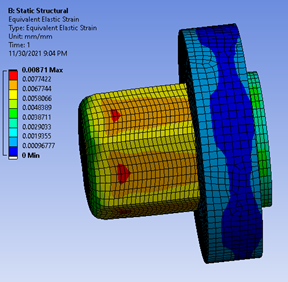 B: Static Structural
Equivalent Elastic Strain
Type: Equivalent Elastic Strain
Unit: mm/mm
Time: 1
11/30/2021 9:04 PM
0.00871 Max
0.0077422
0.0067744
0.0058066
0.0048389
0.0038711
0.0029033
0.0019355
0.00096777
0 Min